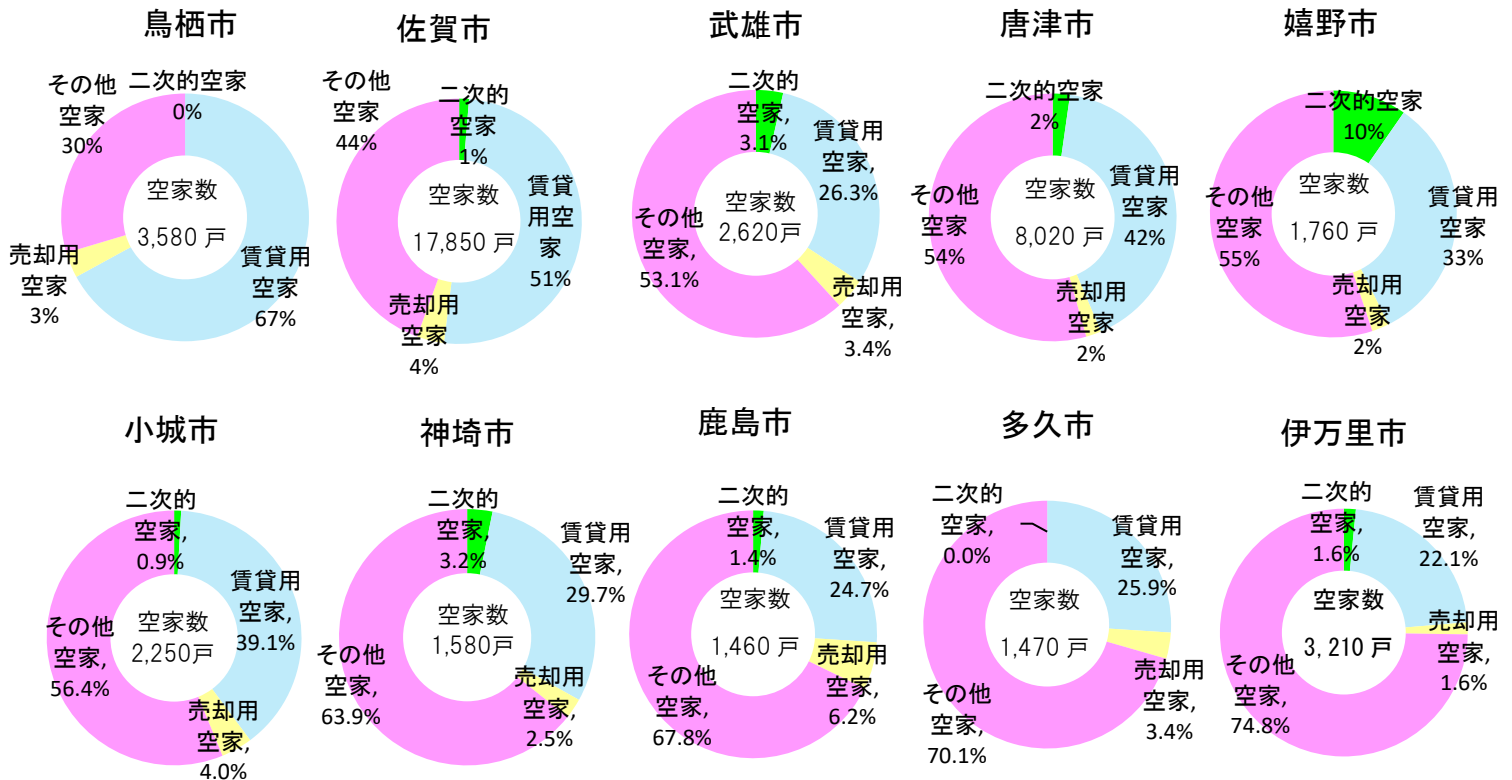 鳥栖市
二次的空家
0%
その他
空家
30%
空家数
3,580 戸
売却用
空家
3%
賃貸用
空家
67%
佐賀市
その他
空家
44%
二次的
空家
1%
空家数
17,850 戸
賃貸
用空
家
51%
売却用
空家
4%
武雄市
二次的
空家,
3.1%
賃貸用
空家,
26.3%
空家数
2,620戸
その他
空家,
53.1%
売却用
空家,
3.4%
唐津市
二次的空家
2%
賃貸用
空家
42%
その他
空家
54%
空家数
8,020 戸
売却用
空家
2%
嬉野市
二次的空家
10%
その他
空家
55%
空家数
1,760 戸
賃貸用
空家
33%
売却用
空家
2%
小城市
二次的
空家,
0.9%
賃貸用
空家,
39.1%
空家数
2,250戸
その他
空家,
56.4%
売却用
空家,
4.0%
神埼市
二次的
空家,
3.2%
賃貸用
空家,
29.7%
空家数
1,580戸
その他
空家,
63.9%
売却用
空家,
2.5%
鹿島市
二次的
空家,
1.4%
賃貸用
空家,
24.7%
空家数
1,460 戸
その他
空家,
67.8%
売却用
空家,
6.2%
多久市
二次的
空家,
0.0%
賃貸用
空家,
25.9%
空家数
1,470 戸
その他
空家,
70.1%
売却用
空家,
3.4%
伊万里市
二次的
空家,
1.6%
賃貸用
空家,
22.1%
空家数
3,210 戸
その他
空家,
74.8%
売却用
空家,
1.6%